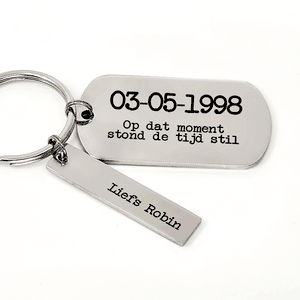 03-05-1998
Op dat moment
stond de tijd stil
Liefs Robin